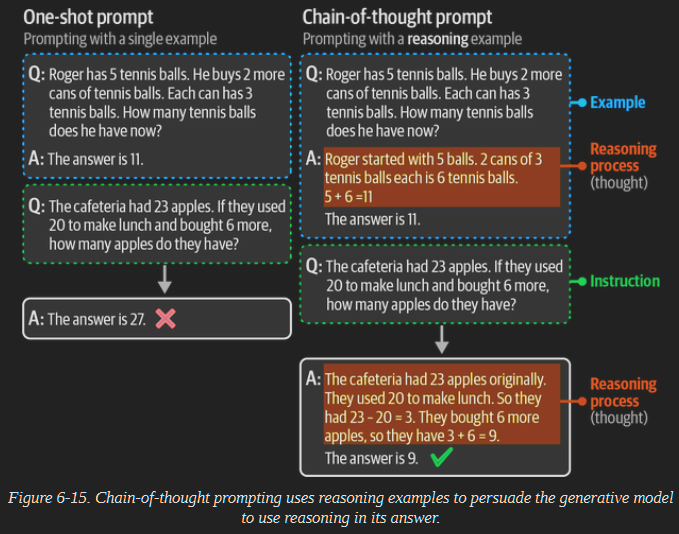 One-shot prompt
Prompting with a single example
Q: Roger has 5 tennis balls. He buys 2 more
cans of tennis balls. Each can has 3
tennis balls. How many tennis balls
does he have now?
A: The answer is 11.
Q: The cafeteria had 23 apples. If they used
20 to make lunch and bought 6 more,
how many apples do they have?
A: The answer is 27.
Chain-of-thought prompt
Prompting with a reasoning example
Q: Roger has 5 tennis balls. He buys 2 more
cans of tennis balls. Each can has 3
tennis balls. How many tennis balls
does he have now?
Example
A: Roger started with 5 balls. 2 cans of 3
tennis balls each is 6 tennis balls.
5 + 6 =11
The answer is 11.
Reasoning
process
(thought)
Q: The cafeteria had 23 apples. If they used
20 to make lunch and bought 6 more,
how many apples do they have?
Instruction
A: The cafeteria had 23 apples originally.
They used 20 to make lunch. So they
had 23 – 20 = 3. They bought 6 more
apples, so they have 3 + 6 = 9.
The answer is 9.
Reasoning
process
(thought)
Figure 6-15. Chain-of-thought prompting uses reasoning examples to persuade the generative model
to use reasoning in its answer.